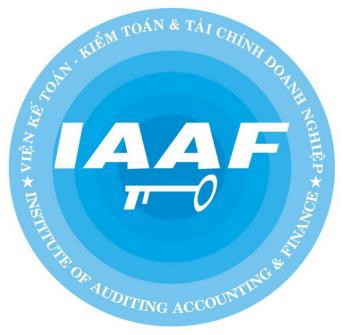 VIỆN KẾ TOÁN - KIỂM TOÁN & TÀI CHÍNH DOANH NGHIỆP
IAAF
INSTITUTE OF AUDITING ACCOUNTING & FINANCE